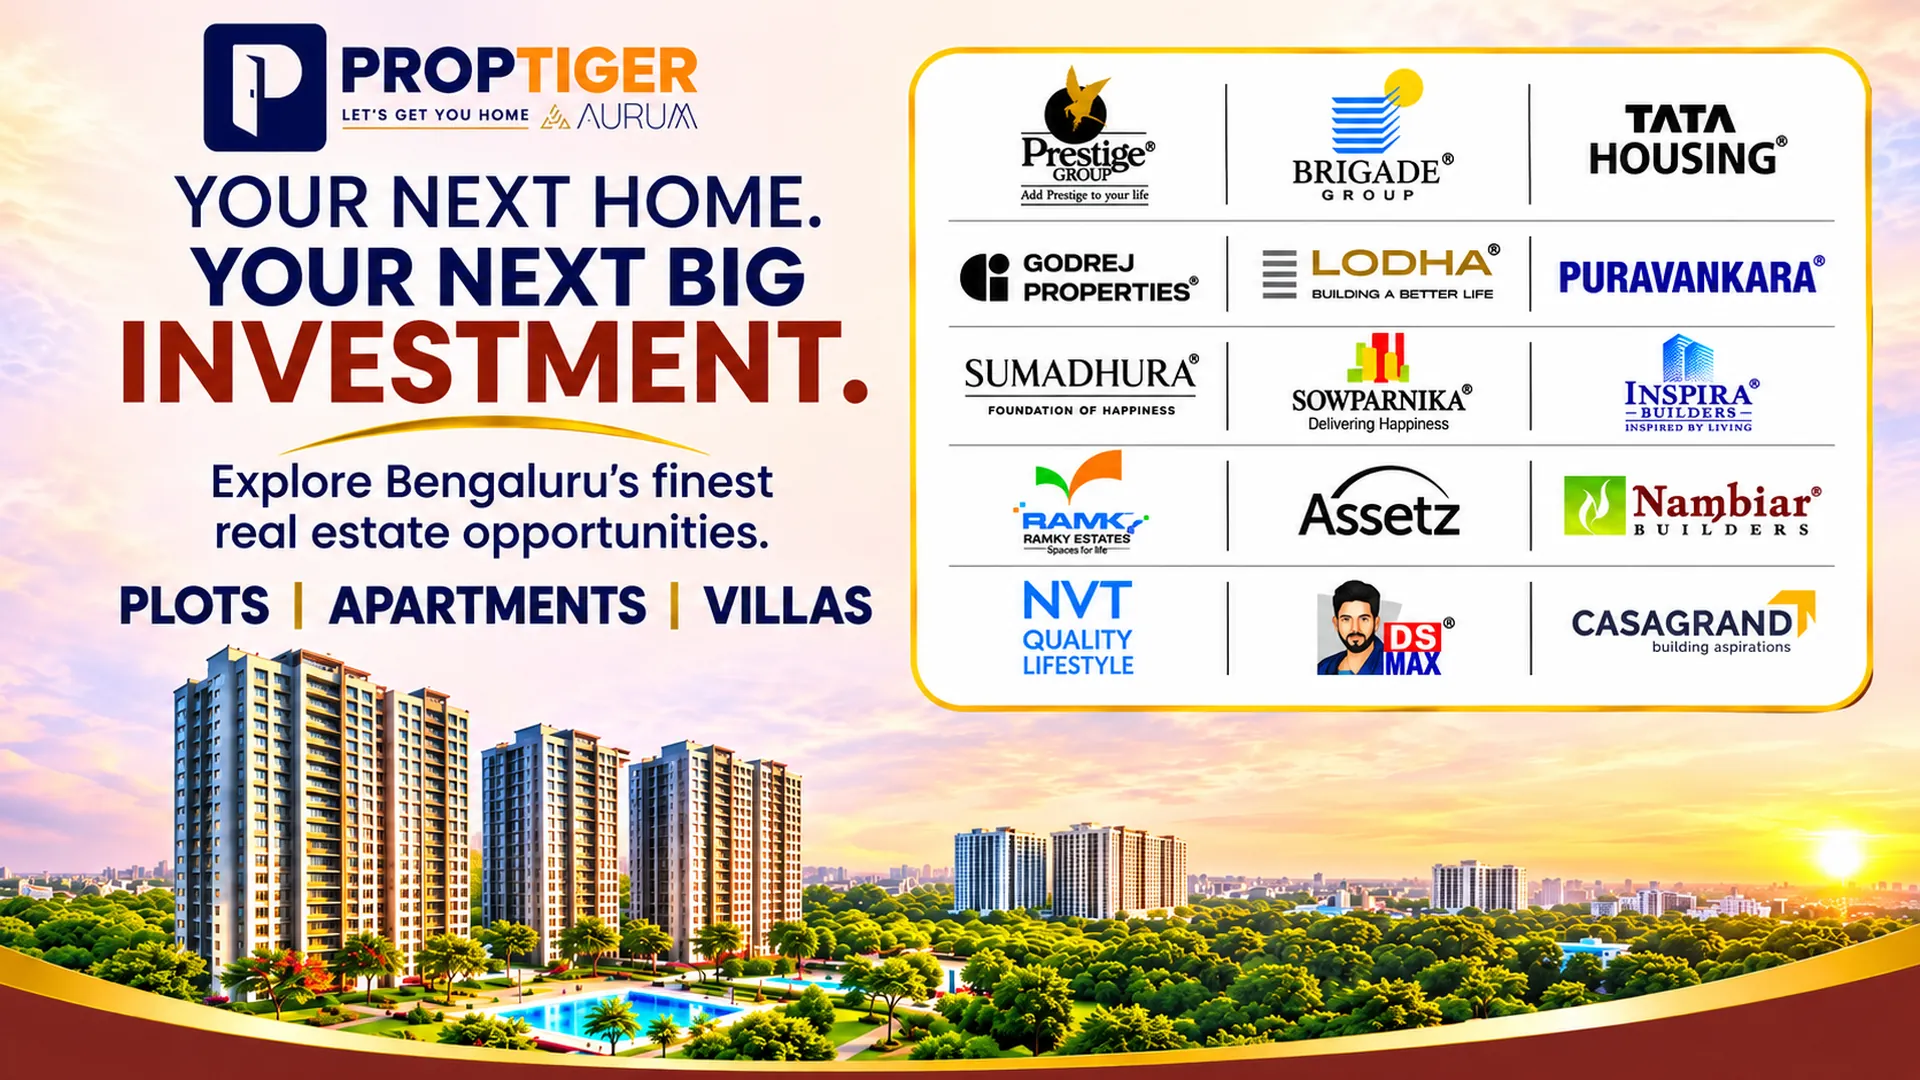 PROPTIGER
LET'S GET YOU HOME AURUM
YOUR NEXT HOME.
YOUR NEXT BIG
INVESTMENT.
Explore Bengaluru's finest
real estate opportunities.
PLOTS | APARTMENTS | VILLAS
Prestige®
GROUP
Add Prestige to your life
BRIGADE®
GROUP
TATA
HOUSING®
GODREJ
PROPERTIES®
LODHA®
BUILDING A BETTER LIFE
PURAVANKARA®
SUMADHURA®
FOUNDATION OF HAPPINESS
SOWPARNIKA®
Delivering Happiness
INSPIRA®
BUILDERS
INSPIRED BY LIVING
RAMKY
RAMKY ESTATES
Spaces for life
Assetz
Nambiar®
BUILDERS
NVT
QUALITY
LIFESTYLE
DS®
MAX
CASAGRAND
building aspirations